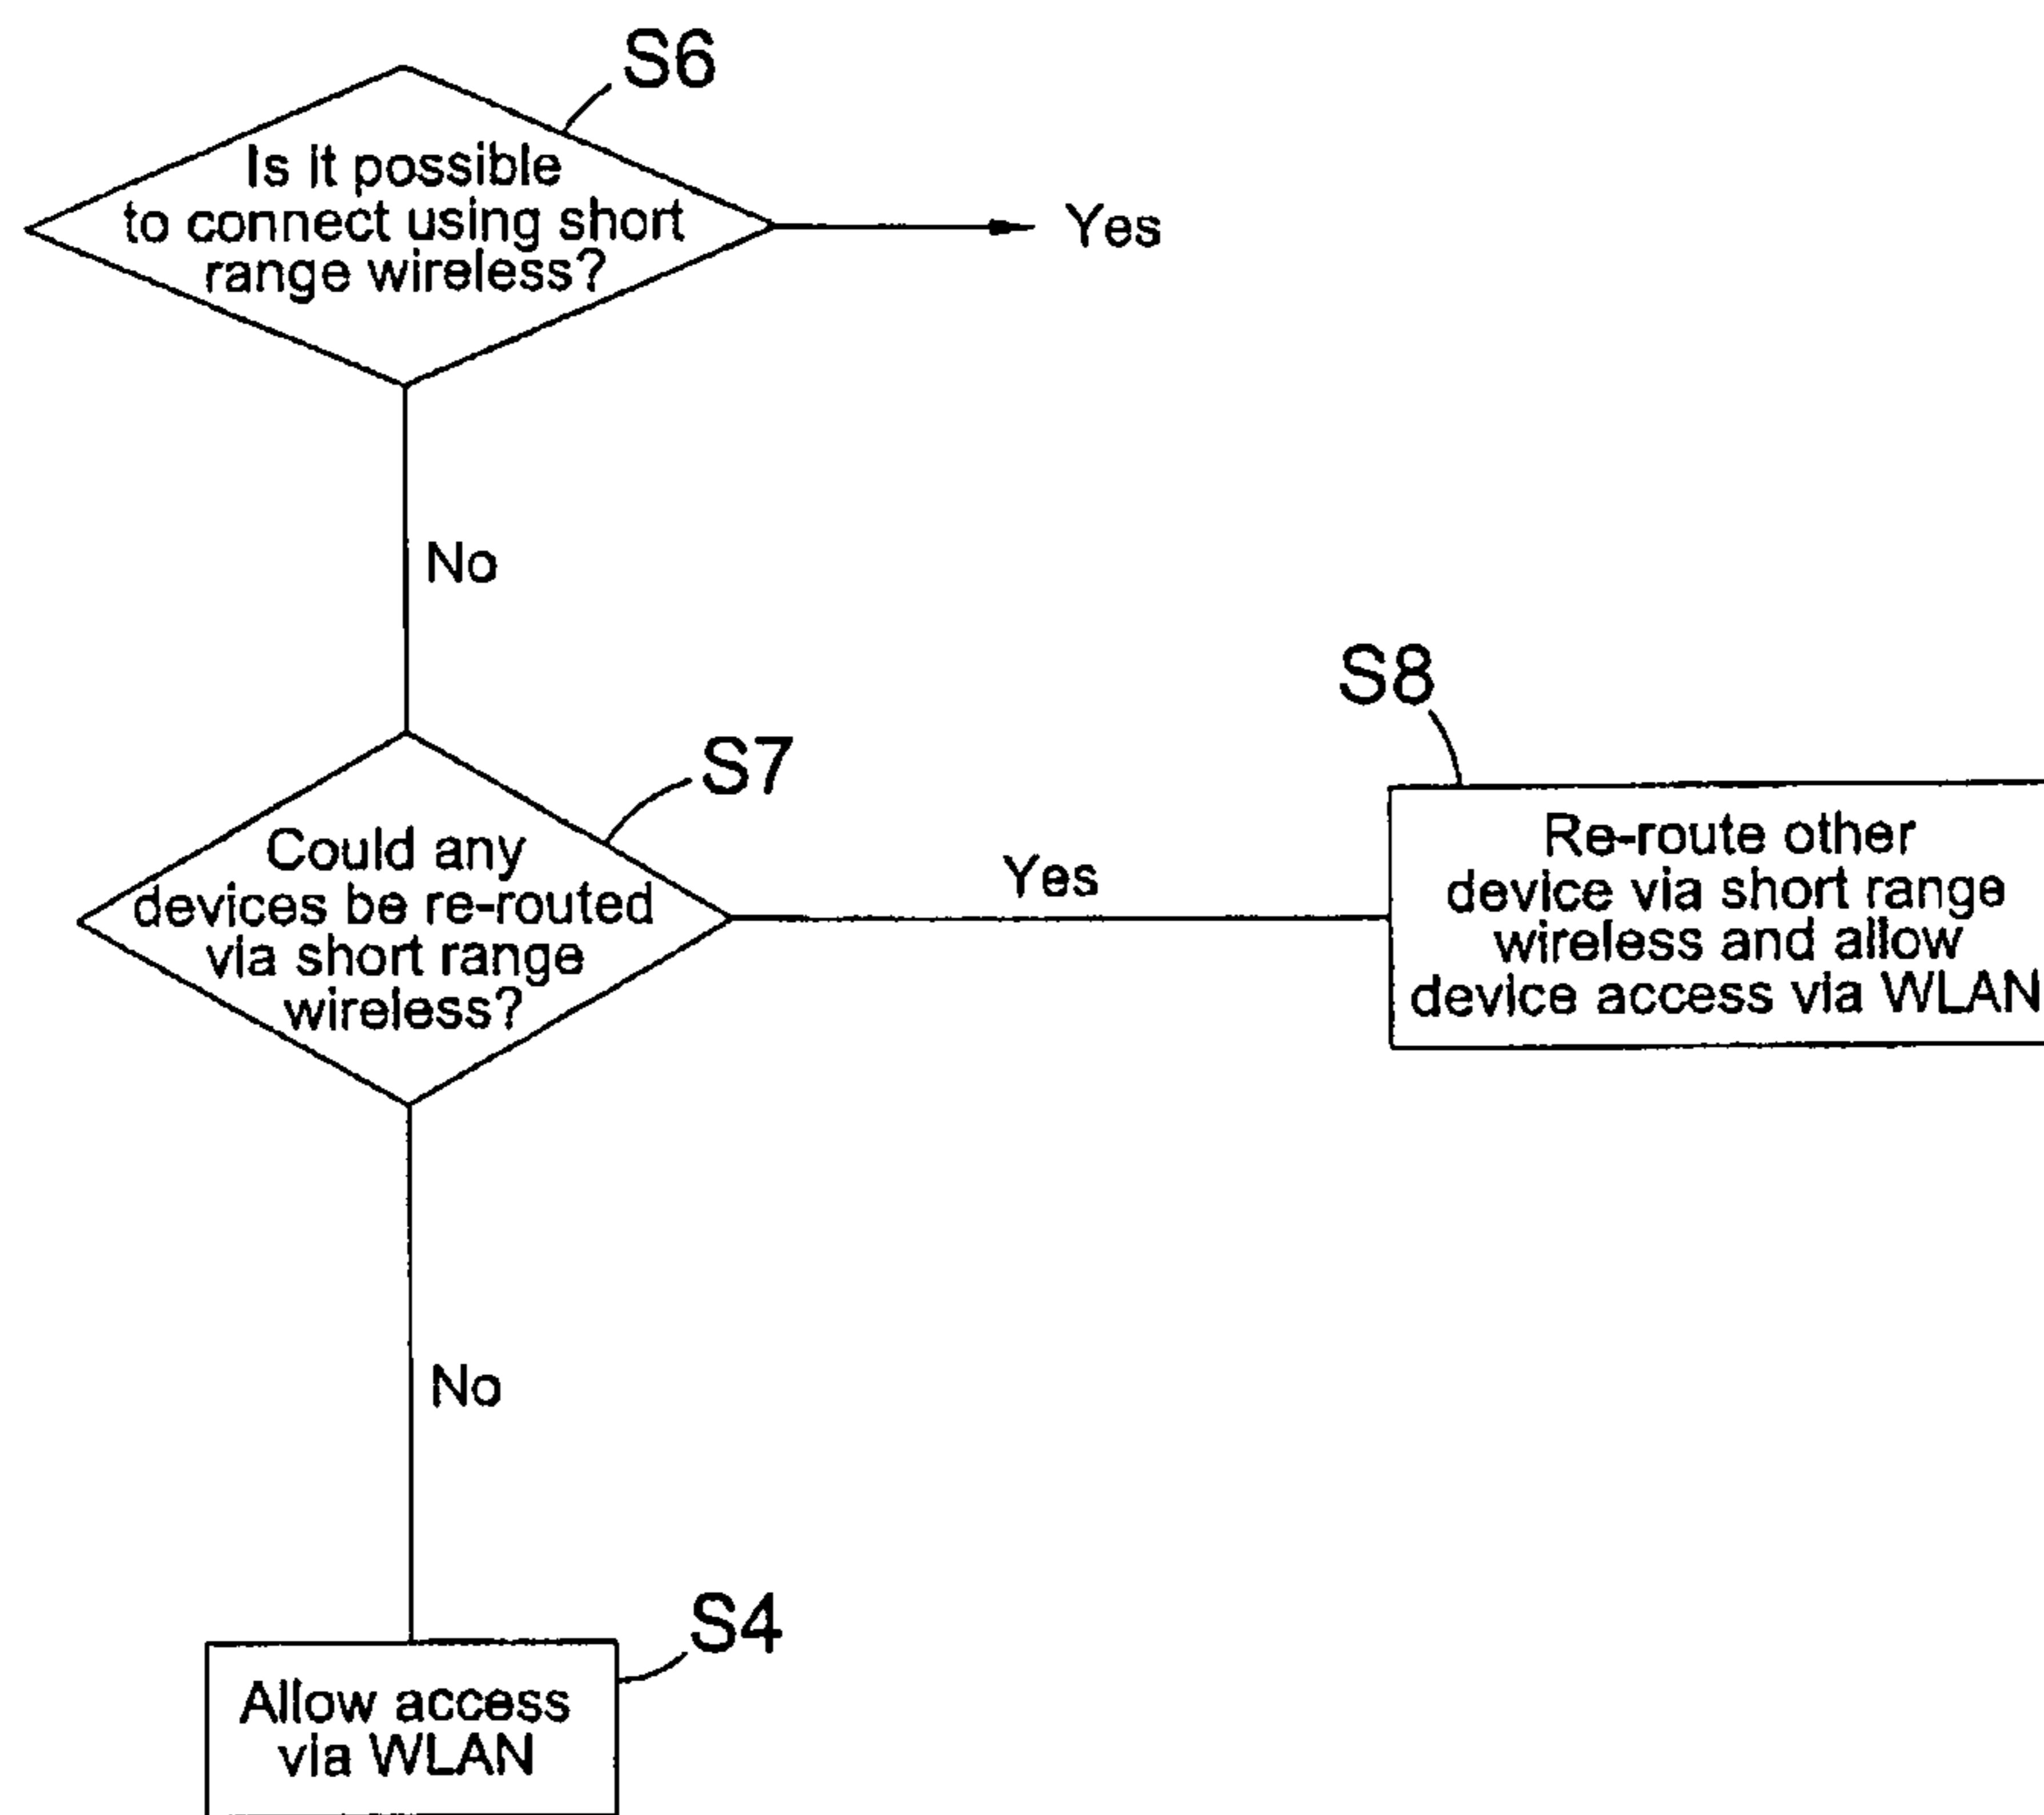 S6
Is it possible
to connect using short
range wireless?
Yes
No
S8
S7
Could any
devices be re-routed
via short range
wireless?
Yes
Re-route other
device via short range
wireless and allow
device access via WLAN
No
S4
Allow access
via WLAN